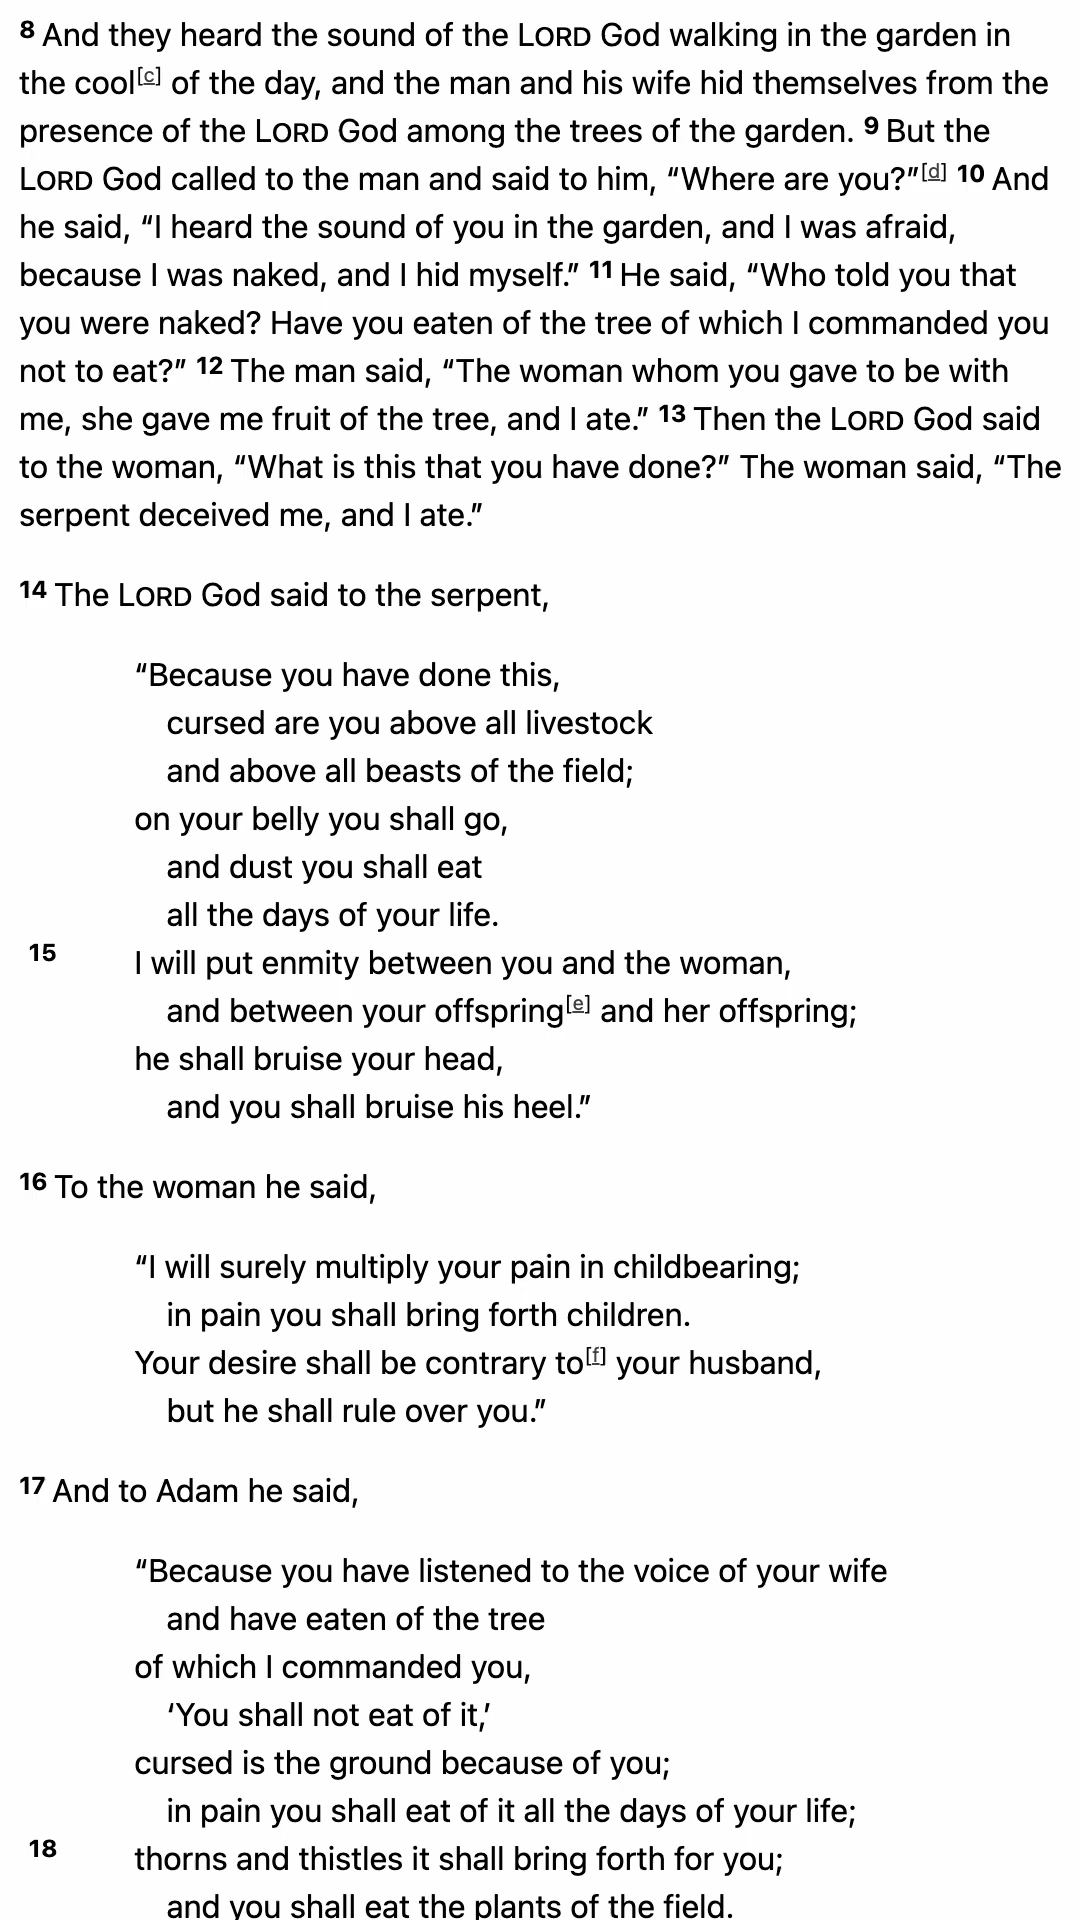 8 And they heard the sound of the LORD God walking in the garden in
the cool[c] of the day, and the man and his wife hid themselves from the
presence of the LORD God among the trees of the garden. 9 But the
LORD God called to the man and said to him, “Where are you?”[d] 10 And
he said, “I heard the sound of you in the garden, and I was afraid,
because I was naked, and I hid myself.” 11 He said, “Who told you that
you were naked? Have you eaten of the tree of which I commanded you
not to eat?” 12 The man said, “The woman whom you gave to be with
me, she gave me fruit of the tree, and I ate.” 13 Then the LORD God said
to the woman, “What is this that you have done?” The woman said, “The
serpent deceived me, and I ate.”
14 The LORD God said to the serpent,
“Because you have done this,
cursed are you above all livestock
and above all beasts of the field;
on your belly you shall go,
and dust you shall eat
all the days of your life.
15 I will put enmity between you and the woman,
and between your offspring[e] and her offspring;
he shall bruise your head,
and you shall bruise his heel.”
16 To the woman he said,
“I will surely multiply your pain in childbearing;
in pain you shall bring forth children.
Your desire shall be contrary to[f] your husband,
but he shall rule over you.”
17 And to Adam he said,
“Because you have listened to the voice of your wife
and have eaten of the tree
of which I commanded you,
‘You shall not eat of it,’
cursed is the ground because of you;
in pain you shall eat of it all the days of your life;
18 thorns and thistles it shall bring forth for you;
and you shall eat the plants of the field.